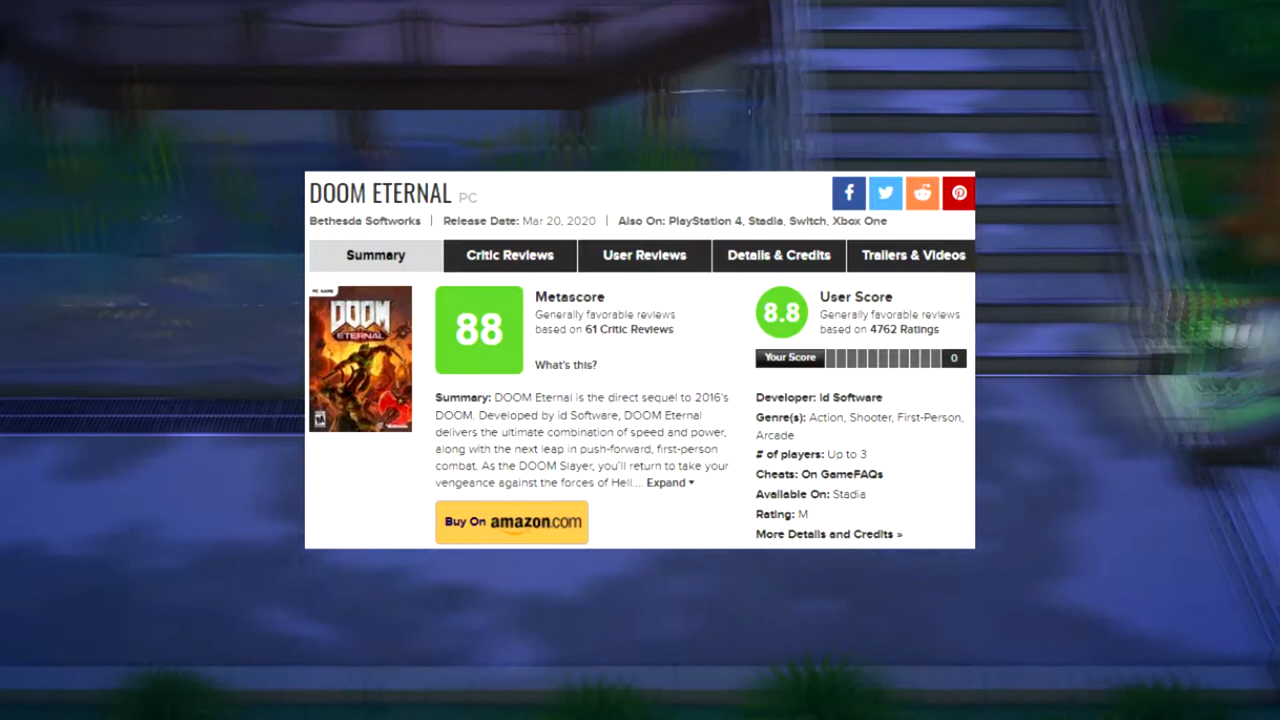 DOOM ETERNAL PC
Bethesda Softworks | Release Date: Mar 20, 2020 | Also On: PlayStation 4, Stadia, Switch, Xbox One
Summary
Critic Reviews
User Reviews
Details & Credits
Trailers & Videos
PC GAME
DOOM
ETERNAL
88
Metascore
Generally favorable reviews
based on 61 Critic Reviews
What's this?
Summary: DOOM Eternal is the direct sequel to 2016's
DOOM. Developed by id Software, DOOM Eternal
delivers the ultimate combination of speed and power,
along with the next leap in push-forward, first-person
combat. As the DOOM Slayer, you'll return to take your
vengeance against the forces of Hell.... Expand
Buy On amazon.com
8.8
User Score
Generally favorable reviews
based on 4762 Ratings
Your Score 0
Developer: id Software
Genre(s): Action, Shooter, First-Person,
Arcade
# of players: Up to 3
Cheats: On GameFAQs
Available On: Stadia
Rating: M
More Details and Credits »